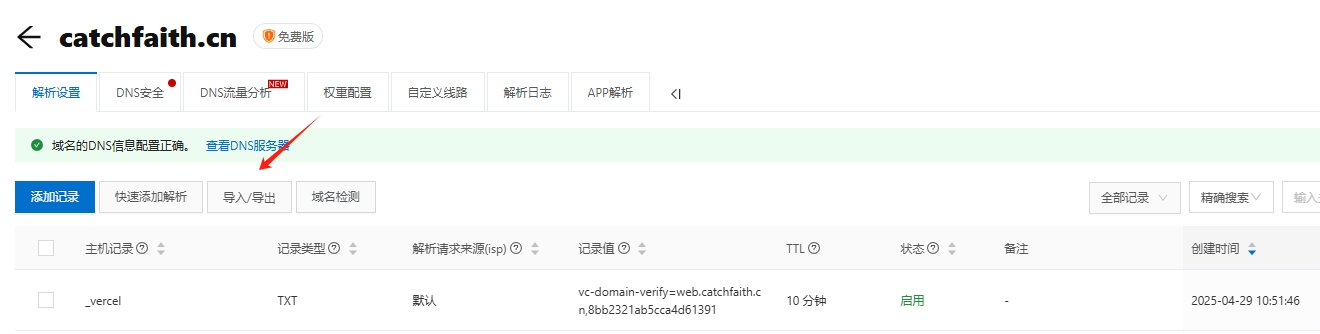 catchfaith.cn 免费版
解析设置 DNS安全 DNS流量分析 NEW 权重配置 自定义线路 解析日志 APP解析
域名的DNS信息配置正确。 查看DNS服务器
添加记录 快速添加解析 导入/导出 域名检测 全部记录 精确搜索 输入
主机记录 记录类型 解析请求来源(isp) 记录值 TTL 状态 备注 创建时间
_vercel TXT 默认 vc-domain-verify=web.catchfaith.c 10 分钟 启用 - 2025-04-29 10:51:46
n,8bb2321ab5cca4d61391